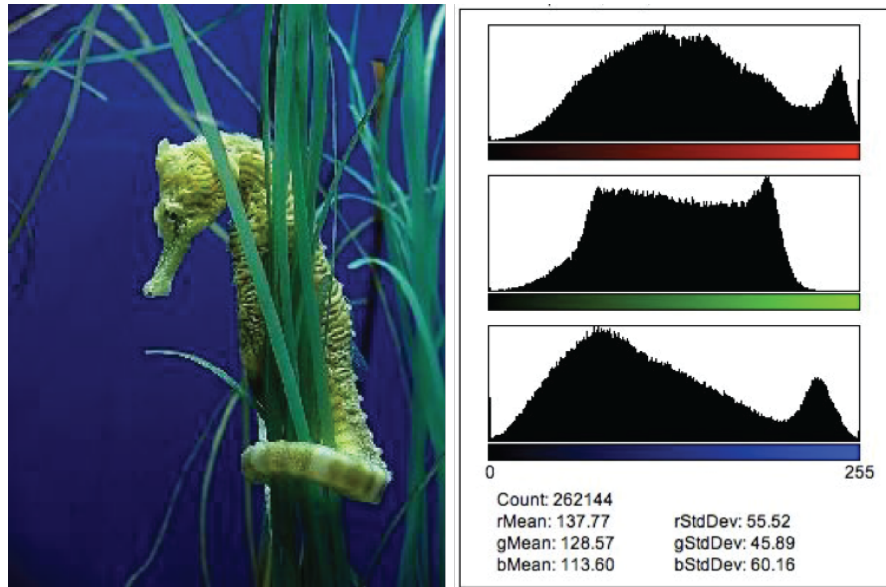 0 255
Count: 262144
rMean: 137.77 rStdDev: 55.52
gMean: 128.57 gStdDev: 45.89
bMean: 113.60 bStdDev: 60.16